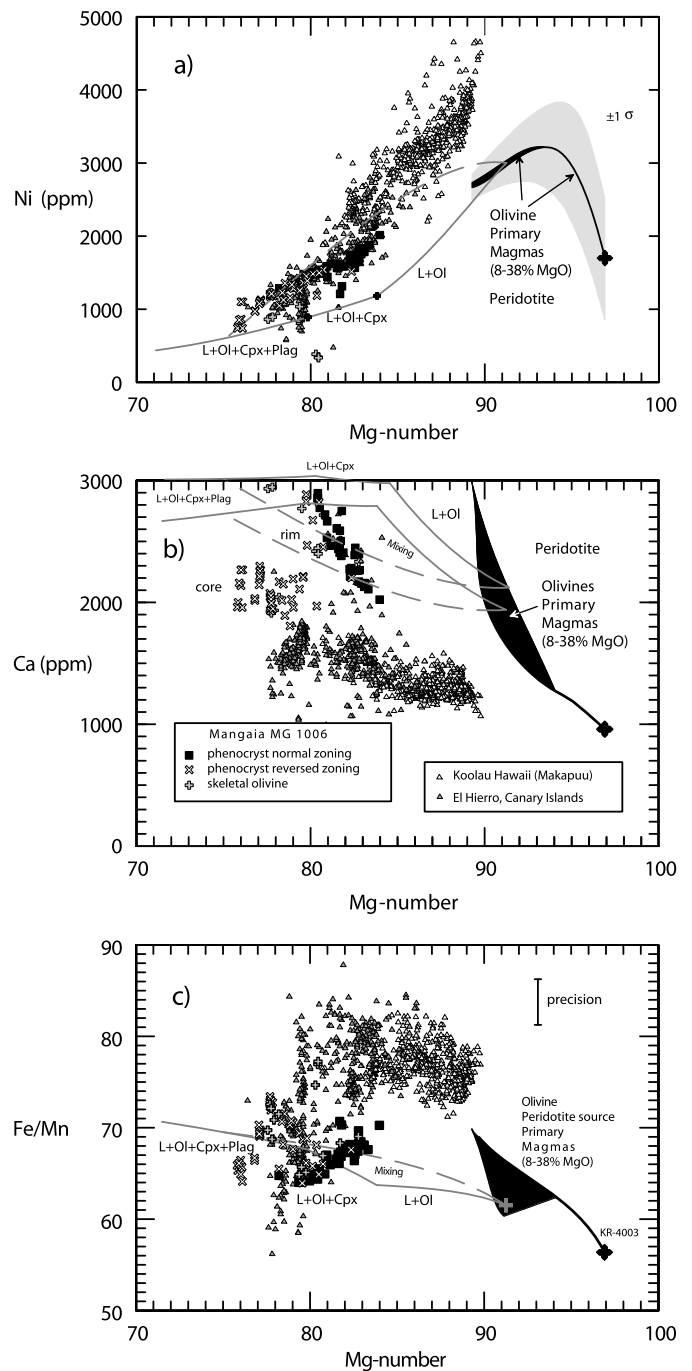 5000
a)
4000
±1 σ
3000
Ni (ppm)
Olivine
Primary
Magmas
(8-38% MgO)
2000
L+Ol
Peridotite
1000
L+Ol+Cpx
L+Ol+Cpx+Plag
0
70 80 90 100
Mg-number
L+Ol+Cpx
3000
L+Ol+Cpx+Plag
L+Ol
b)
rim
Mixing
Peridotite
core
Olivines
Primary
Magmas
(8-38% MgO)
2000
Ca (ppm)
1000
Mangaia MG 1006
phenocryst normal zoning
phenocryst reversed zoning
skeletal olivine
Koolau Hawaii (Makapuu)
El Hierro, Canary Islands
0
70 80 90 100
Mg-number
90
c)
precision
80
Fe/Mn
70
Olivine
Peridotite source
Primary
Magmas
(8-38% MgO)
L+Ol+Cpx+Plag
Mixing
L+Ol+Cpx
L+Ol
60
KR-4003
50
70 80 90 100
Mg-number